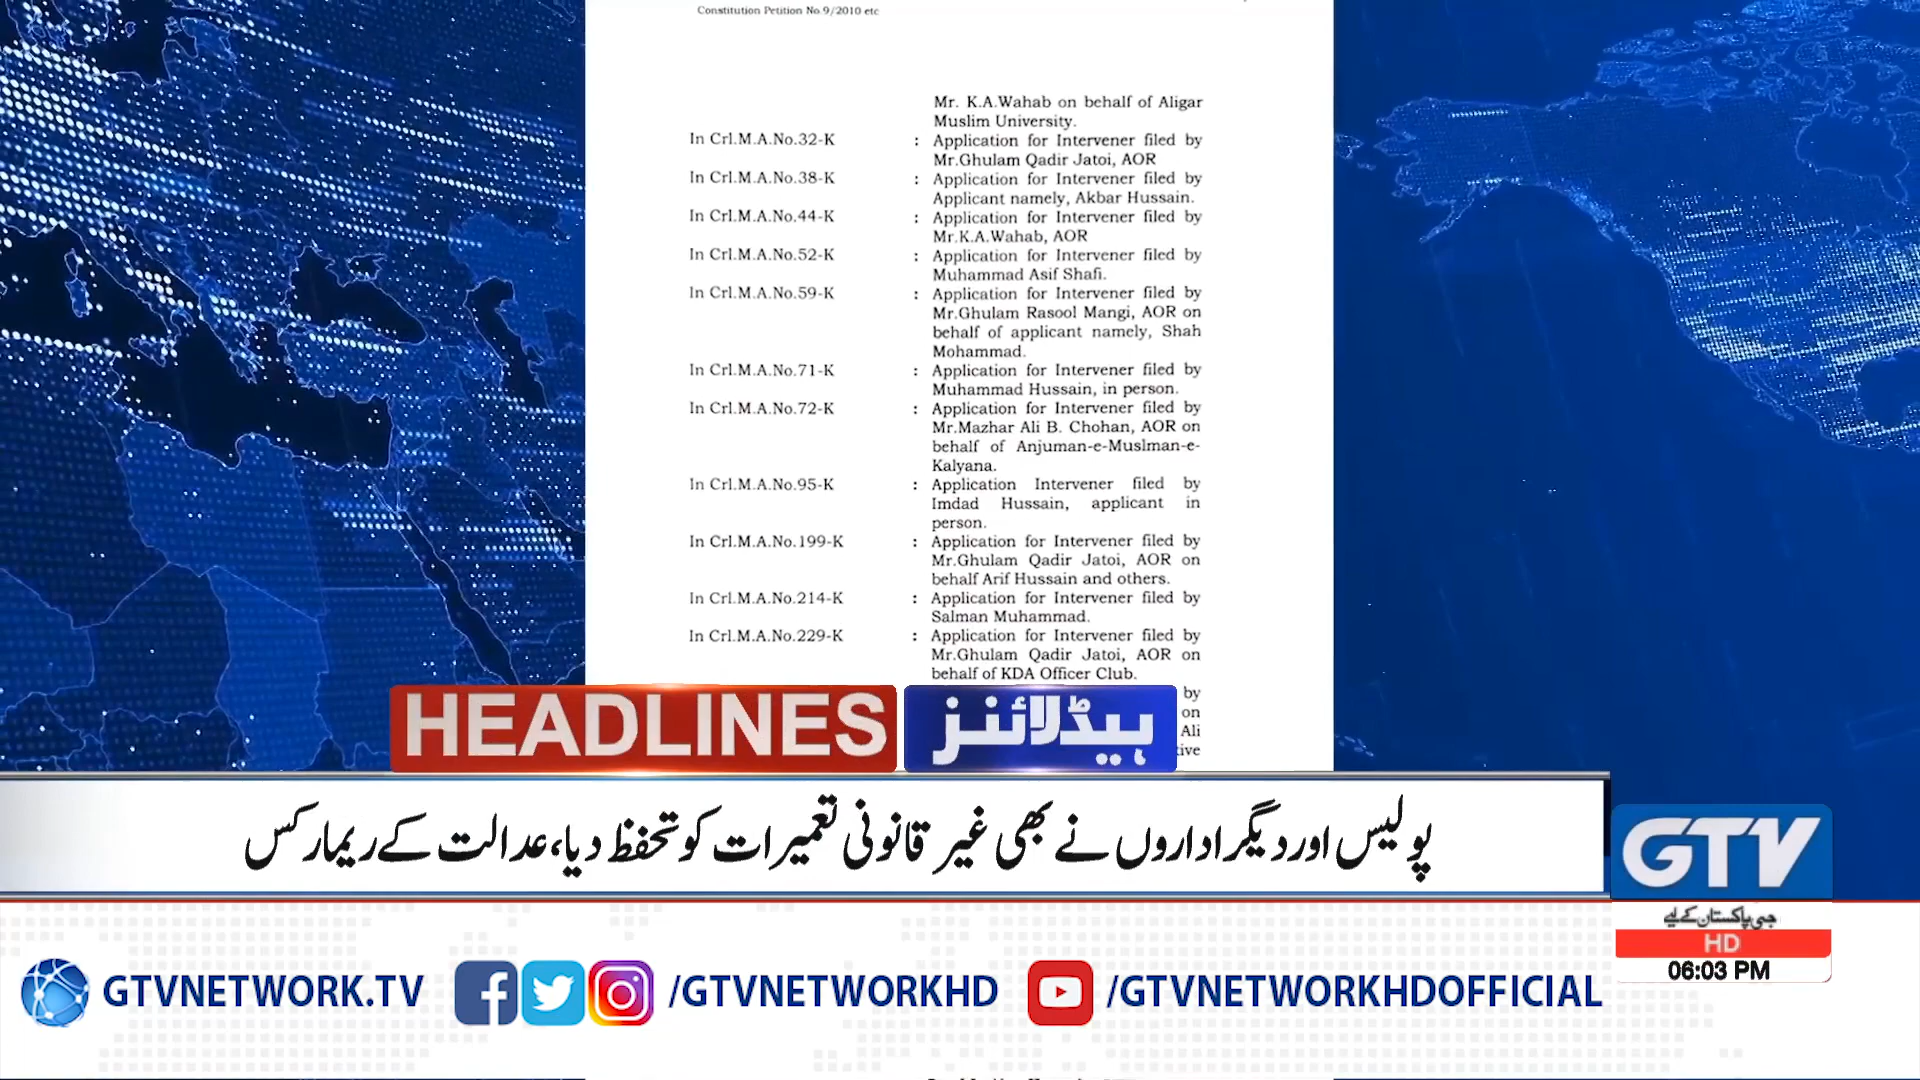 Constitution Petition No.9/2010 etc
Mr. K.A.Wahab on behalf of Aligar
Muslim University.
In Crl.M.A.No.32-K : Application for Intervener filed by
Mr.Ghulam Qadir Jatoi, AOR
In Crl.M.A.No.38-K : Application for Intervener filed by
Applicant namely, Akbar Hussain.
In Crl.M.A.No.44-K : Application for Intervener filed by
Mr.K.A.Wahab, AOR
In Crl.M.A.No.52-K : Application for Intervener filed by
Muhammad Asif Shafi.
In Crl.M.A.No.59-K : Application for Intervener filed by
Mr.Ghulam Rasool Mangi, AOR on
behalf of applicant namely, Shah
Mohammad.
In Crl.M.A.No.71-K : Application for Intervener filed by
Muhammad Hussain, in person.
In Crl.M.A.No.72-K : Application for Intervener filed by
Mr.Mazhar Ali B. Chohan, AOR on
behalf of Anjuman-e-Muslman-e-
Kalyana.
In Crl.M.A.No.95-K : Application Intervener filed by
Imdad Hussain, applicant in
person.
In Crl.M.A.No.199-K : Application for Intervener filed by
Mr.Ghulam Qadir Jatoi, AOR on
behalf Arif Hussain and others.
In Crl.M.A.No.214-K : Application for Intervener filed by
Salman Muhammad.
In Crl.M.A.No.229-K : Application for Intervener filed by
Mr.Ghulam Qadir Jatoi, AOR on
behalf of KDA Officer Club.
by
on
Ali
HEADLINES ہیڈلائنز
پولیس اور دیگر اداروں نے بھی غیر قانونی تعمیرات کو تحفظ دیا، عدالت کے ریمارکس
GTV
جی پاکستان کے لیے
HD
06:03 PM
GTVNETWORK.TV /GTVNETWORKHD /GTVNETWORKHDOFFICIAL